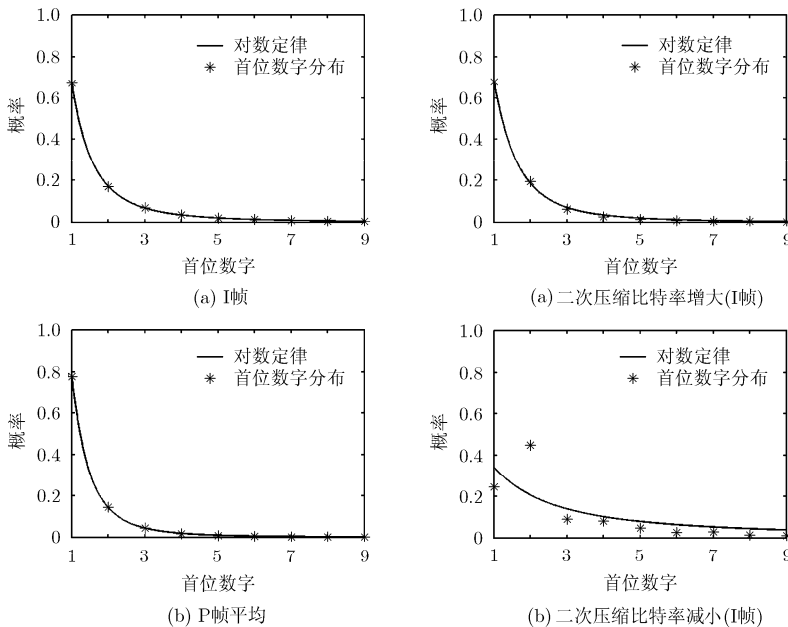 1.0
0.8
0.6
0.4
0.2
0
概率
对数定律
首位数字分布
1 3 5 7 9
首位数字
(a) I帧
1.0
0.8
0.6
0.4
0.2
0
概率
对数定律
首位数字分布
1 3 5 7 9
首位数字
(a) 二次压缩比特率增大(I帧)
1.0
0.8
0.6
0.4
0.2
0
概率
对数定律
首位数字分布
1 3 5 7 9
首位数字
(b) P帧平均
1.0
0.8
0.6
0.4
0.2
0
概率
对数定律
首位数字分布
1 3 5 7 9
首位数字
(b) 二次压缩比特率减小(I帧)